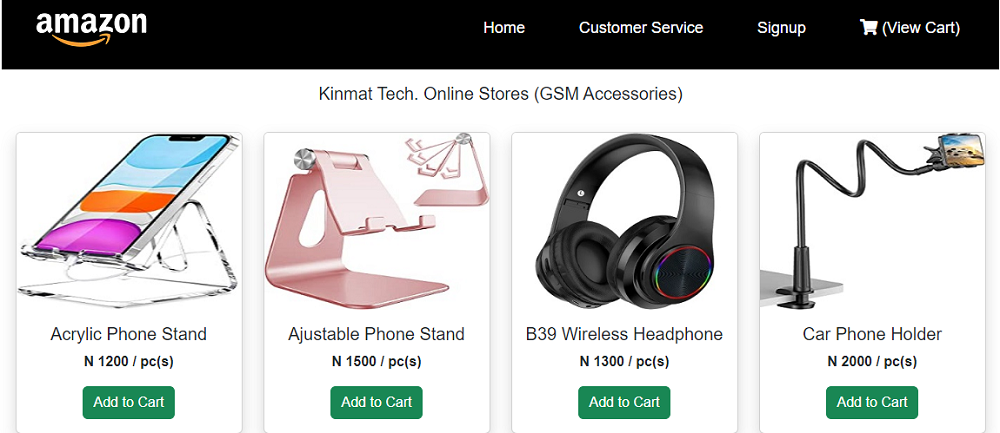 amazon
Home
Customer Service
Signup
(View Cart)
Kinmat Tech. Online Stores (GSM Accessories)
Acrylic Phone Stand
N 1200 / pc(s)
Add to Cart
Ajustable Phone Stand
N 1500 / pc(s)
Add to Cart
B39 Wireless Headphone
N 1300 / pc(s)
Add to Cart
Car Phone Holder
N 2000 / pc(s)
Add to Cart